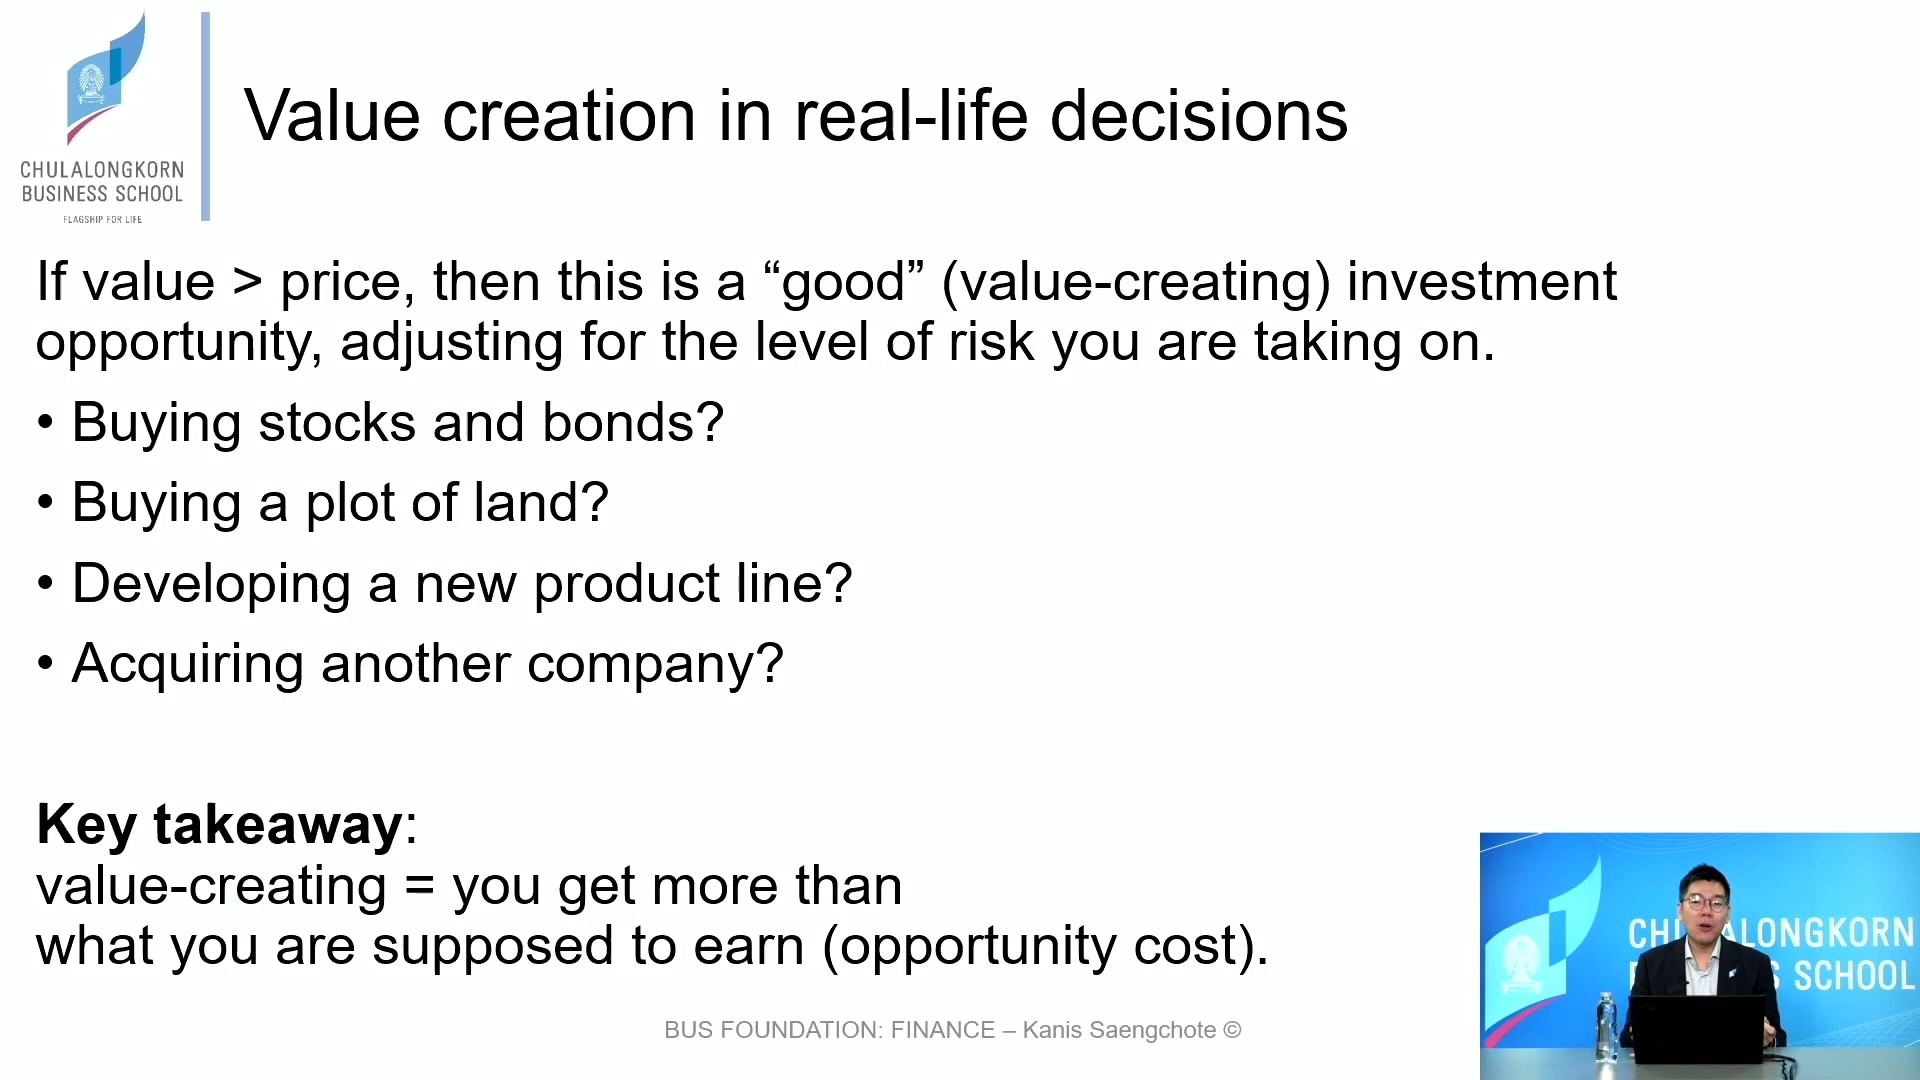 CHULALONGKORN
BUSINESS SCHOOL
FLAGSHIP FOR LIFE
Value creation in real-life decisions
If value > price, then this is a “good” (value-creating) investment
opportunity, adjusting for the level of risk you are taking on.
• Buying stocks and bonds?
• Buying a plot of land?
• Developing a new product line?
• Acquiring another company?
Key takeaway:
value-creating = you get more than
what you are supposed to earn (opportunity cost).
BUS FOUNDATION: FINANCE – Kanis Saengchote ©
SCHOOL